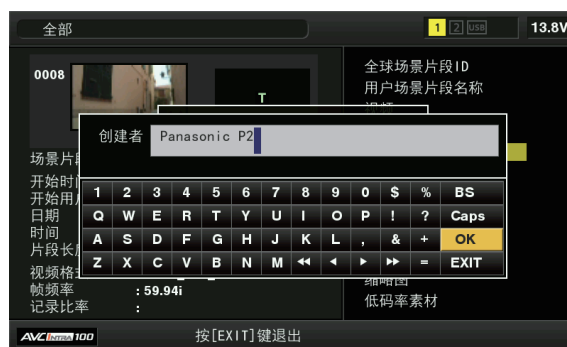 全部
1 2 USB
13.8V
0008
T
全球场景片段ID
用户场景片段名称
创建者 Panasonic P2
场景片
开始时
开始用
日期
时间
片段长
视频格
帧频率 : 59.94i
记录比率 :
1 2 3 4 5 6 7 8 9 0 $ % BS
Q W E R T Y U I O P ! ? Caps
A S D F G H J K L , & + OK
Z X C V B N M ◀◀ ◀ ▶ ▶▶ = EXIT
缩略图
低码率素材
AVC INTRA 100
按[EXIT]键退出